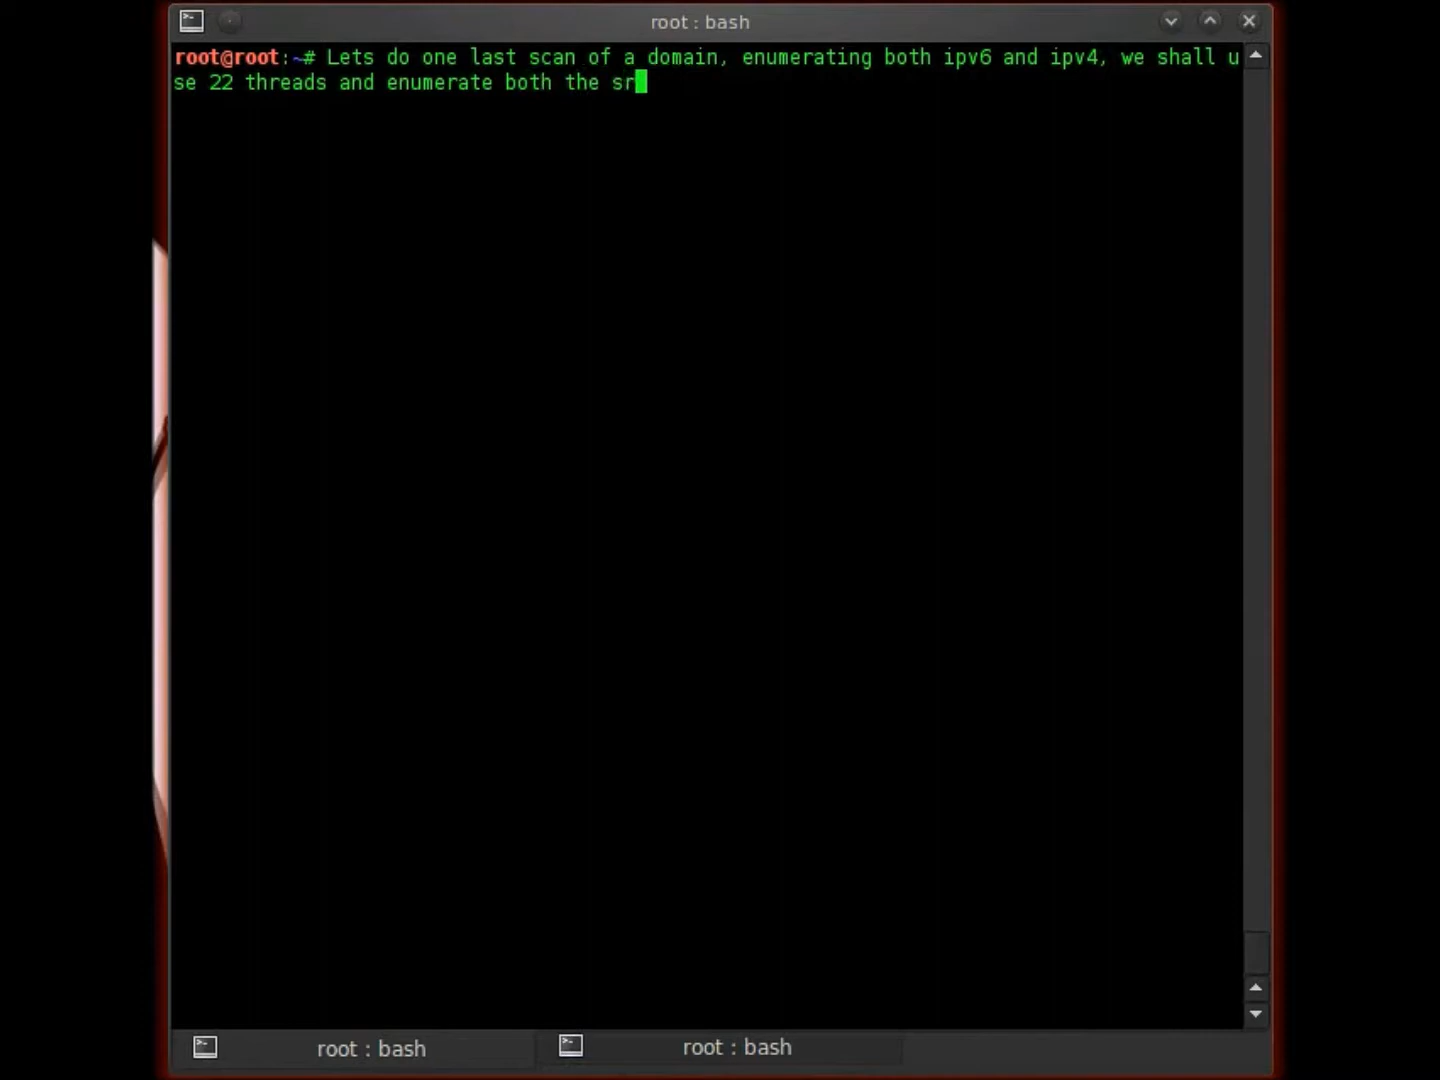 root : bash
root@root:~# Lets do one last scan of a domain, enumerating both ipv6 and ipv4, we shall u
se 22 threads and enumerate both the sr
root : bash
root : bash